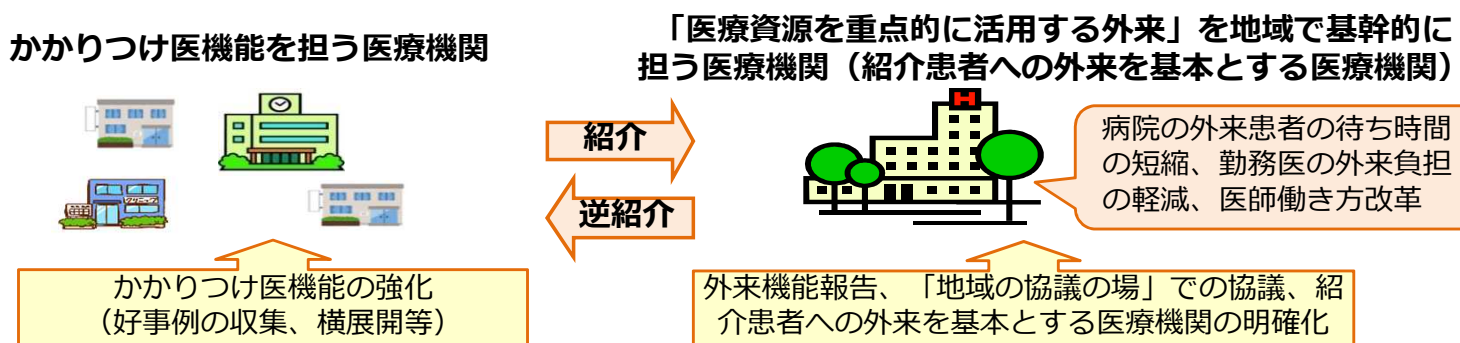 かかりつけ医機能を担う医療機関
「医療資源を重点的に活用する外来」を地域で基幹的に
担う医療機関（紹介患者への外来を基本とする医療機関）
紹介
逆紹介
H
病院の外来患者の待ち時間
の短縮、勤務医の外来負担
の軽減、医師働き方改革
かかりつけ医機能の強化
（好事例の収集、横展開等）
外来機能報告、「地域の協議の場」での協議、紹
介患者への外来を基本とする医療機関の明確化